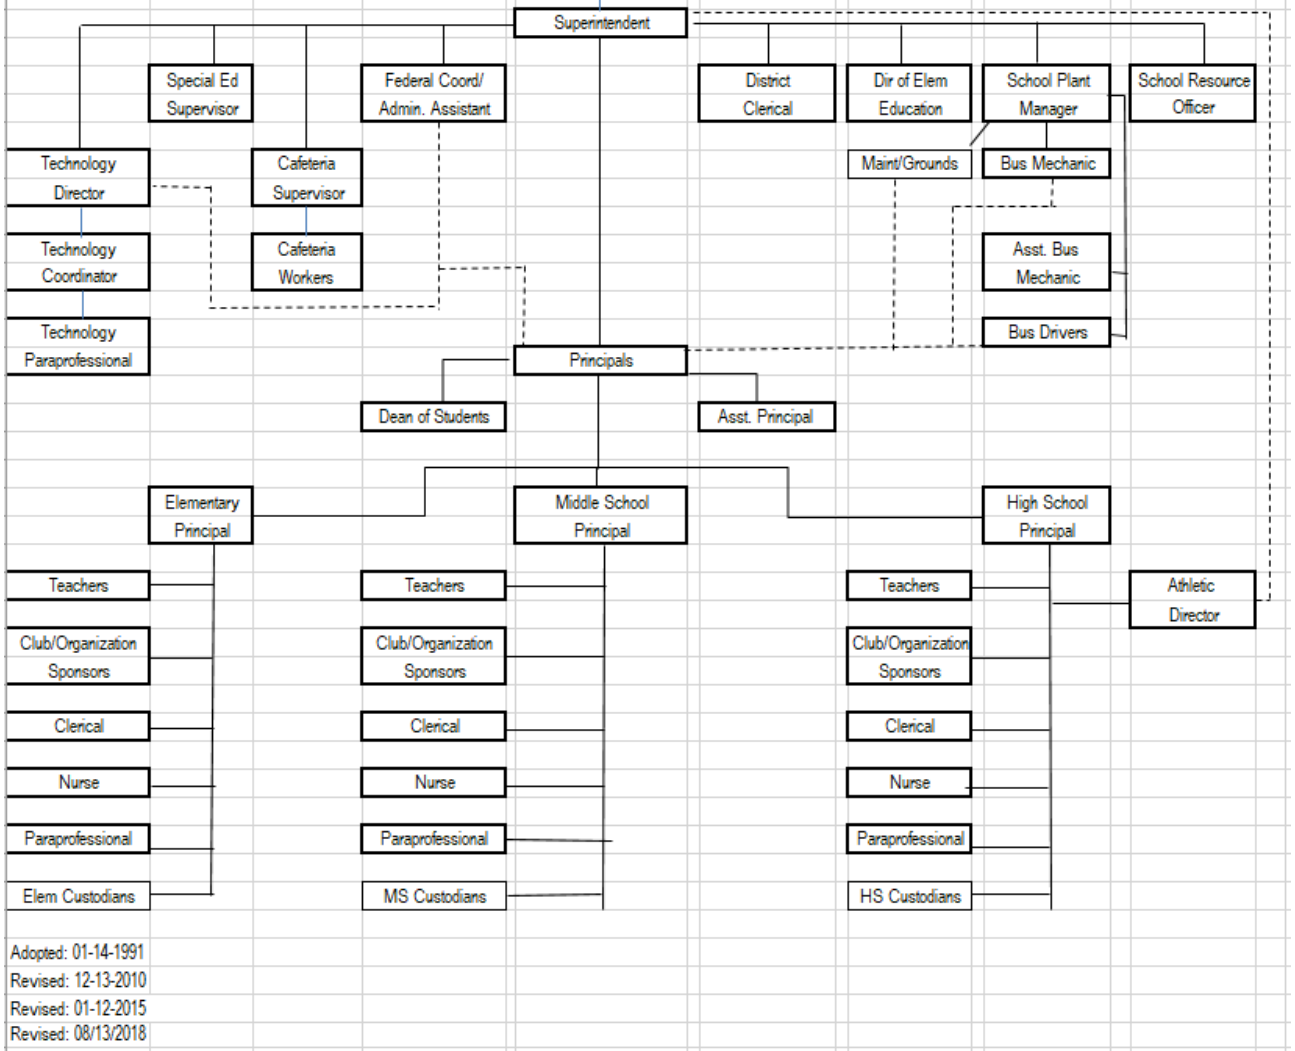 Superintendent
Special Ed
Supervisor
Federal Coord/
Admin. Assistant
District
Clerical
Dir of Elem
Education
School Plant
Manager
School Resource
Officer
Technology
Director
Cafeteria
Supervisor
Maint/Grounds
Bus Mechanic
Technology
Coordinator
Cafeteria
Workers
Asst. Bus
Mechanic
Technology
Paraprofessional
Bus Drivers
Principals
Dean of Students
Asst. Principal
Elementary
Principal
Middle School
Principal
High School
Principal
Teachers
Teachers
Teachers
Athletic
Director
Club/Organization
Sponsors
Club/Organization
Sponsors
Club/Organization
Sponsors
Clerical
Clerical
Clerical
Nurse
Nurse
Nurse
Paraprofessional
Paraprofessional
Paraprofessional
Elem Custodians
MS Custodians
HS Custodians
Adopted: 01-14-1991
Revised: 12-13-2010
Revised: 01-12-2015
Revised: 08/13/2018